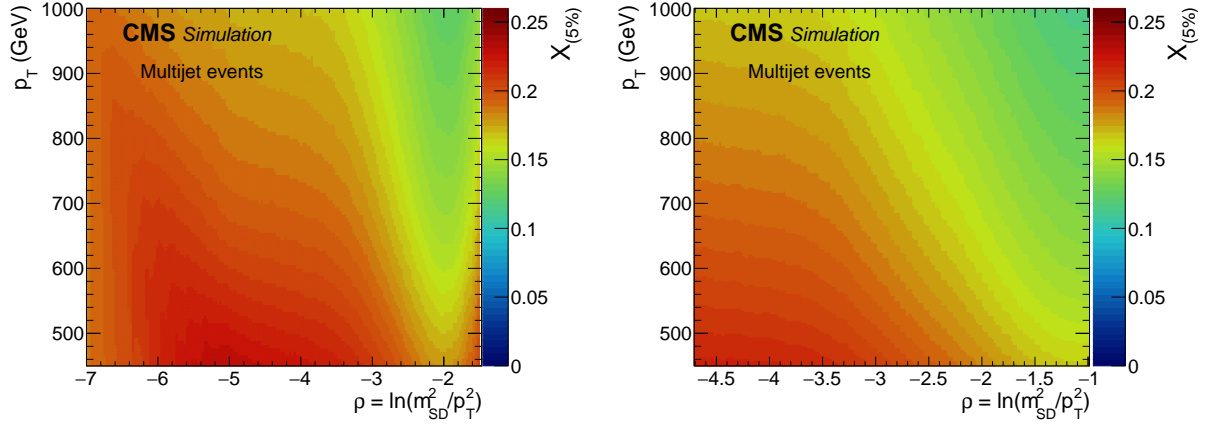 CMS Simulation
Multijet events
p_T (GeV)
1000
900
800
700
600
500
−7 −6 −5 −4 −3 −2
ρ = ln(m²_SD/p²_T)
X_(5%)
0.25
0.2
0.15
0.1
0.05
0
CMS Simulation
Multijet events
p_T (GeV)
1000
900
800
700
600
500
−4.5 −4 −3.5 −3 −2.5 −2 −1.5 −1
ρ = ln(m²_SD/p²_T)
X_(5%)
0.25
0.2
0.15
0.1
0.05
0